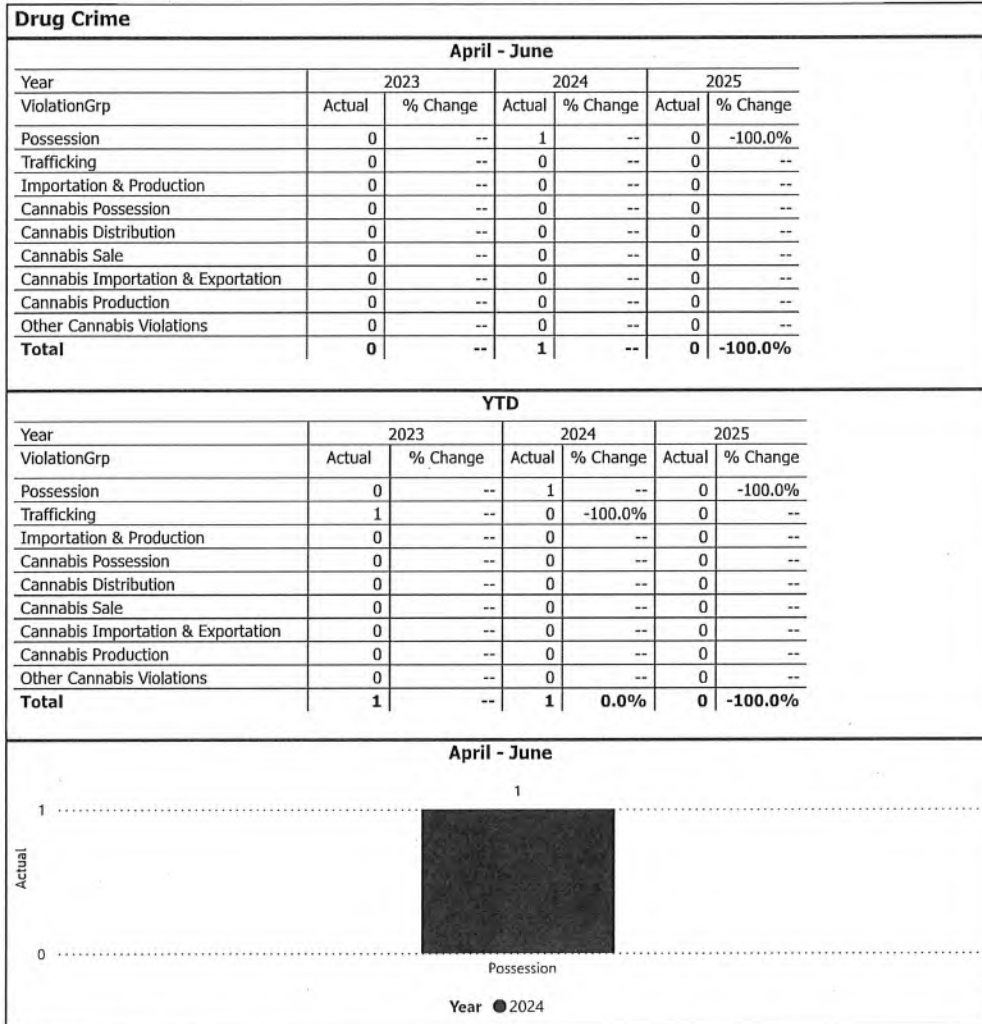 Drug Crime
April - June
Year 2023 2024 2025
ViolationGrp Actual % Change Actual % Change Actual % Change
Possession 0 -- 1 -- 0 -100.0%
Trafficking 0 -- 0 -- 0 --
Importation & Production 0 -- 0 -- 0 --
Cannabis Possession 0 -- 0 -- 0 --
Cannabis Distribution 0 -- 0 -- 0 --
Cannabis Sale 0 -- 0 -- 0 --
Cannabis Importation & Exportation 0 -- 0 -- 0 --
Cannabis Production 0 -- 0 -- 0 --
Other Cannabis Violations 0 -- 0 -- 0 --
Total 0 -- 1 -- 0 -100.0%
YTD
Year 2023 2024 2025
ViolationGrp Actual % Change Actual % Change Actual % Change
Possession 0 -- 1 -- 0 -100.0%
Trafficking 1 -- 0 -100.0% 0 --
Importation & Production 0 -- 0 -- 0 --
Cannabis Possession 0 -- 0 -- 0 --
Cannabis Distribution 0 -- 0 -- 0 --
Cannabis Sale 0 -- 0 -- 0 --
Cannabis Importation & Exportation 0 -- 0 -- 0 --
Cannabis Production 0 -- 0 -- 0 --
Other Cannabis Violations 0 -- 0 -- 0 --
Total 1 -- 1 0.0% 0 -100.0%
April - June
1
1
Actual
0
Possession
Year 2024